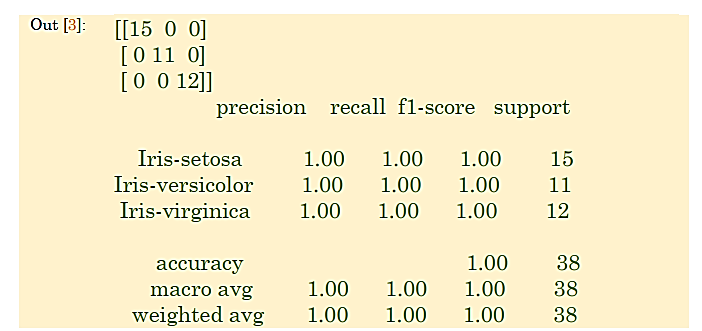 Out [3]: [[15 0 0]
[ 0 11 0]
[ 0 0 12]]
precision recall f1-score support
Iris-setosa 1.00 1.00 1.00 15
Iris-versicolor 1.00 1.00 1.00 11
Iris-virginica 1.00 1.00 1.00 12
accuracy 1.00 38
macro avg 1.00 1.00 1.00 38
weighted avg 1.00 1.00 1.00 38